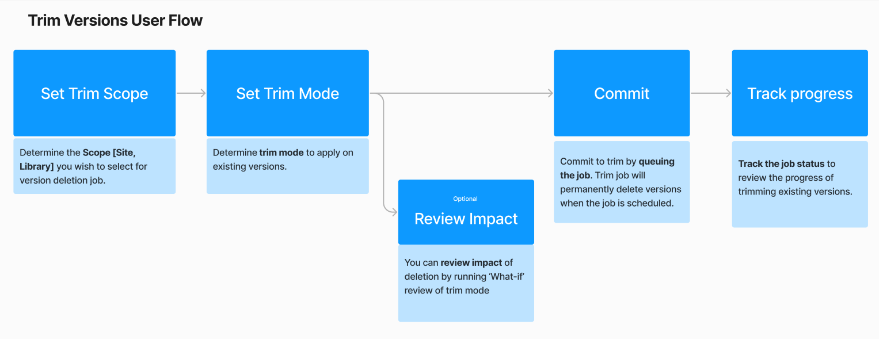 Trim Versions User Flow
Set Trim Scope
Determine the Scope [Site,
Library] you wish to select for
version deletion job.
Set Trim Mode
Determine trim mode to apply on
existing versions.
Optional
Review Impact
You can review impact of
deletion by running 'What-if'
review of trim mode
Commit
Commit to trim by queuing
the job. Trim job will
permanently delete versions
when the job is scheduled.
Track progress
Track the job status to
review the progress of
trimming existing versions.